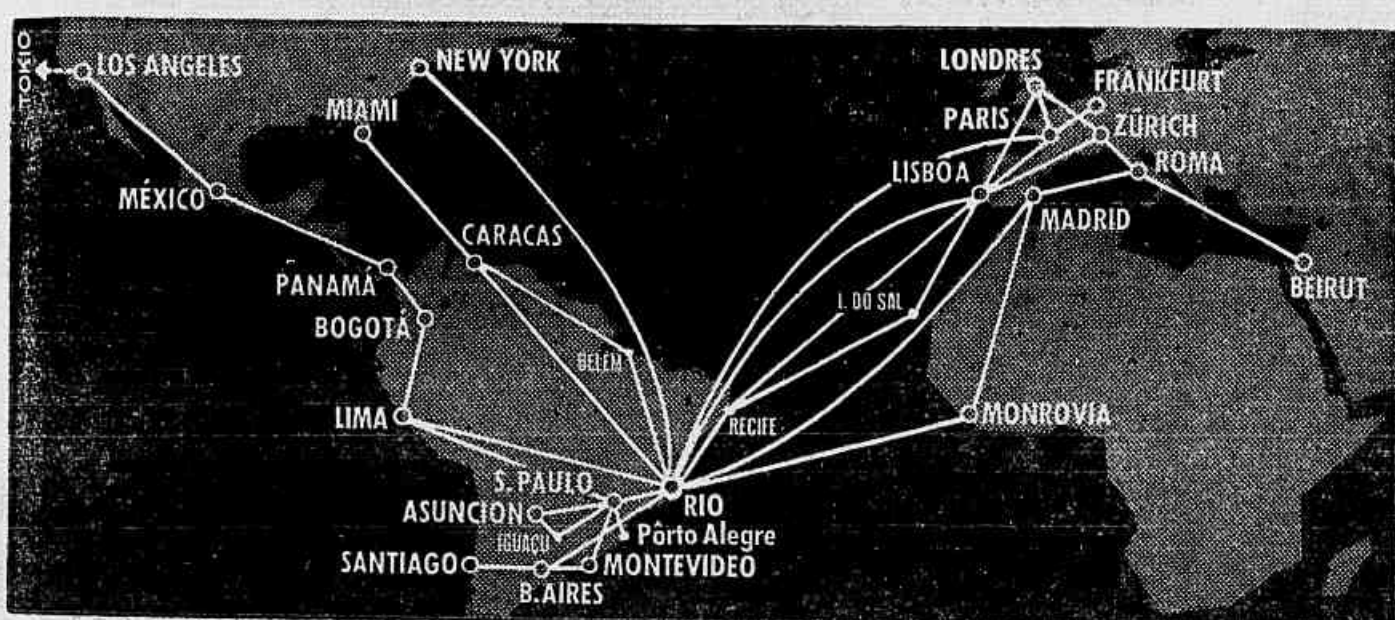 TOKIO
LOS ANGELES
NEW YORK
LONDRES
FRANKFURT
MIAMI
PARIS
ZÜRICH
LISBOA
ROMA
MÉXICO
MADRID
CARACAS
PANAMÁ
BEIRUT
I. DO SAL
BOGOTÁ
BELEM
LIMA
RECIFE
MONROVIA
S. PAULO
RIO
ASUNCION
IGUAÇU
Pôrto Alegre
SANTIAGO
MONTEVIDEO
B. AIRES